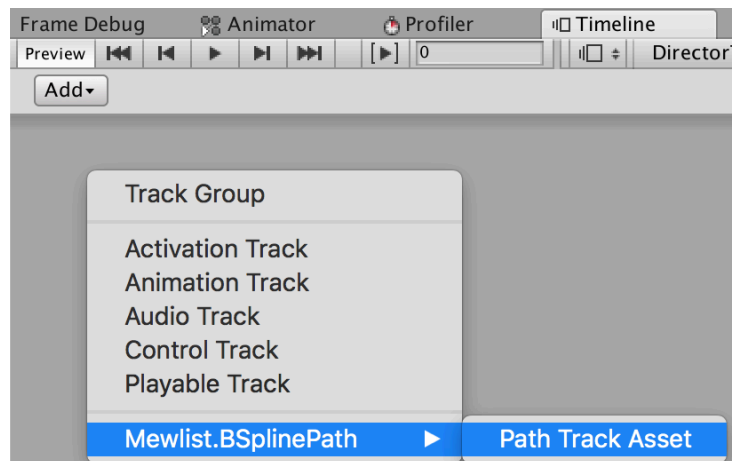 Frame Debug Animator Profiler Timeline
Preview 0 Director
Add
Track Group
Activation Track
Animation Track
Audio Track
Control Track
Playable Track
Mewlist.BSplinePath Path Track Asset